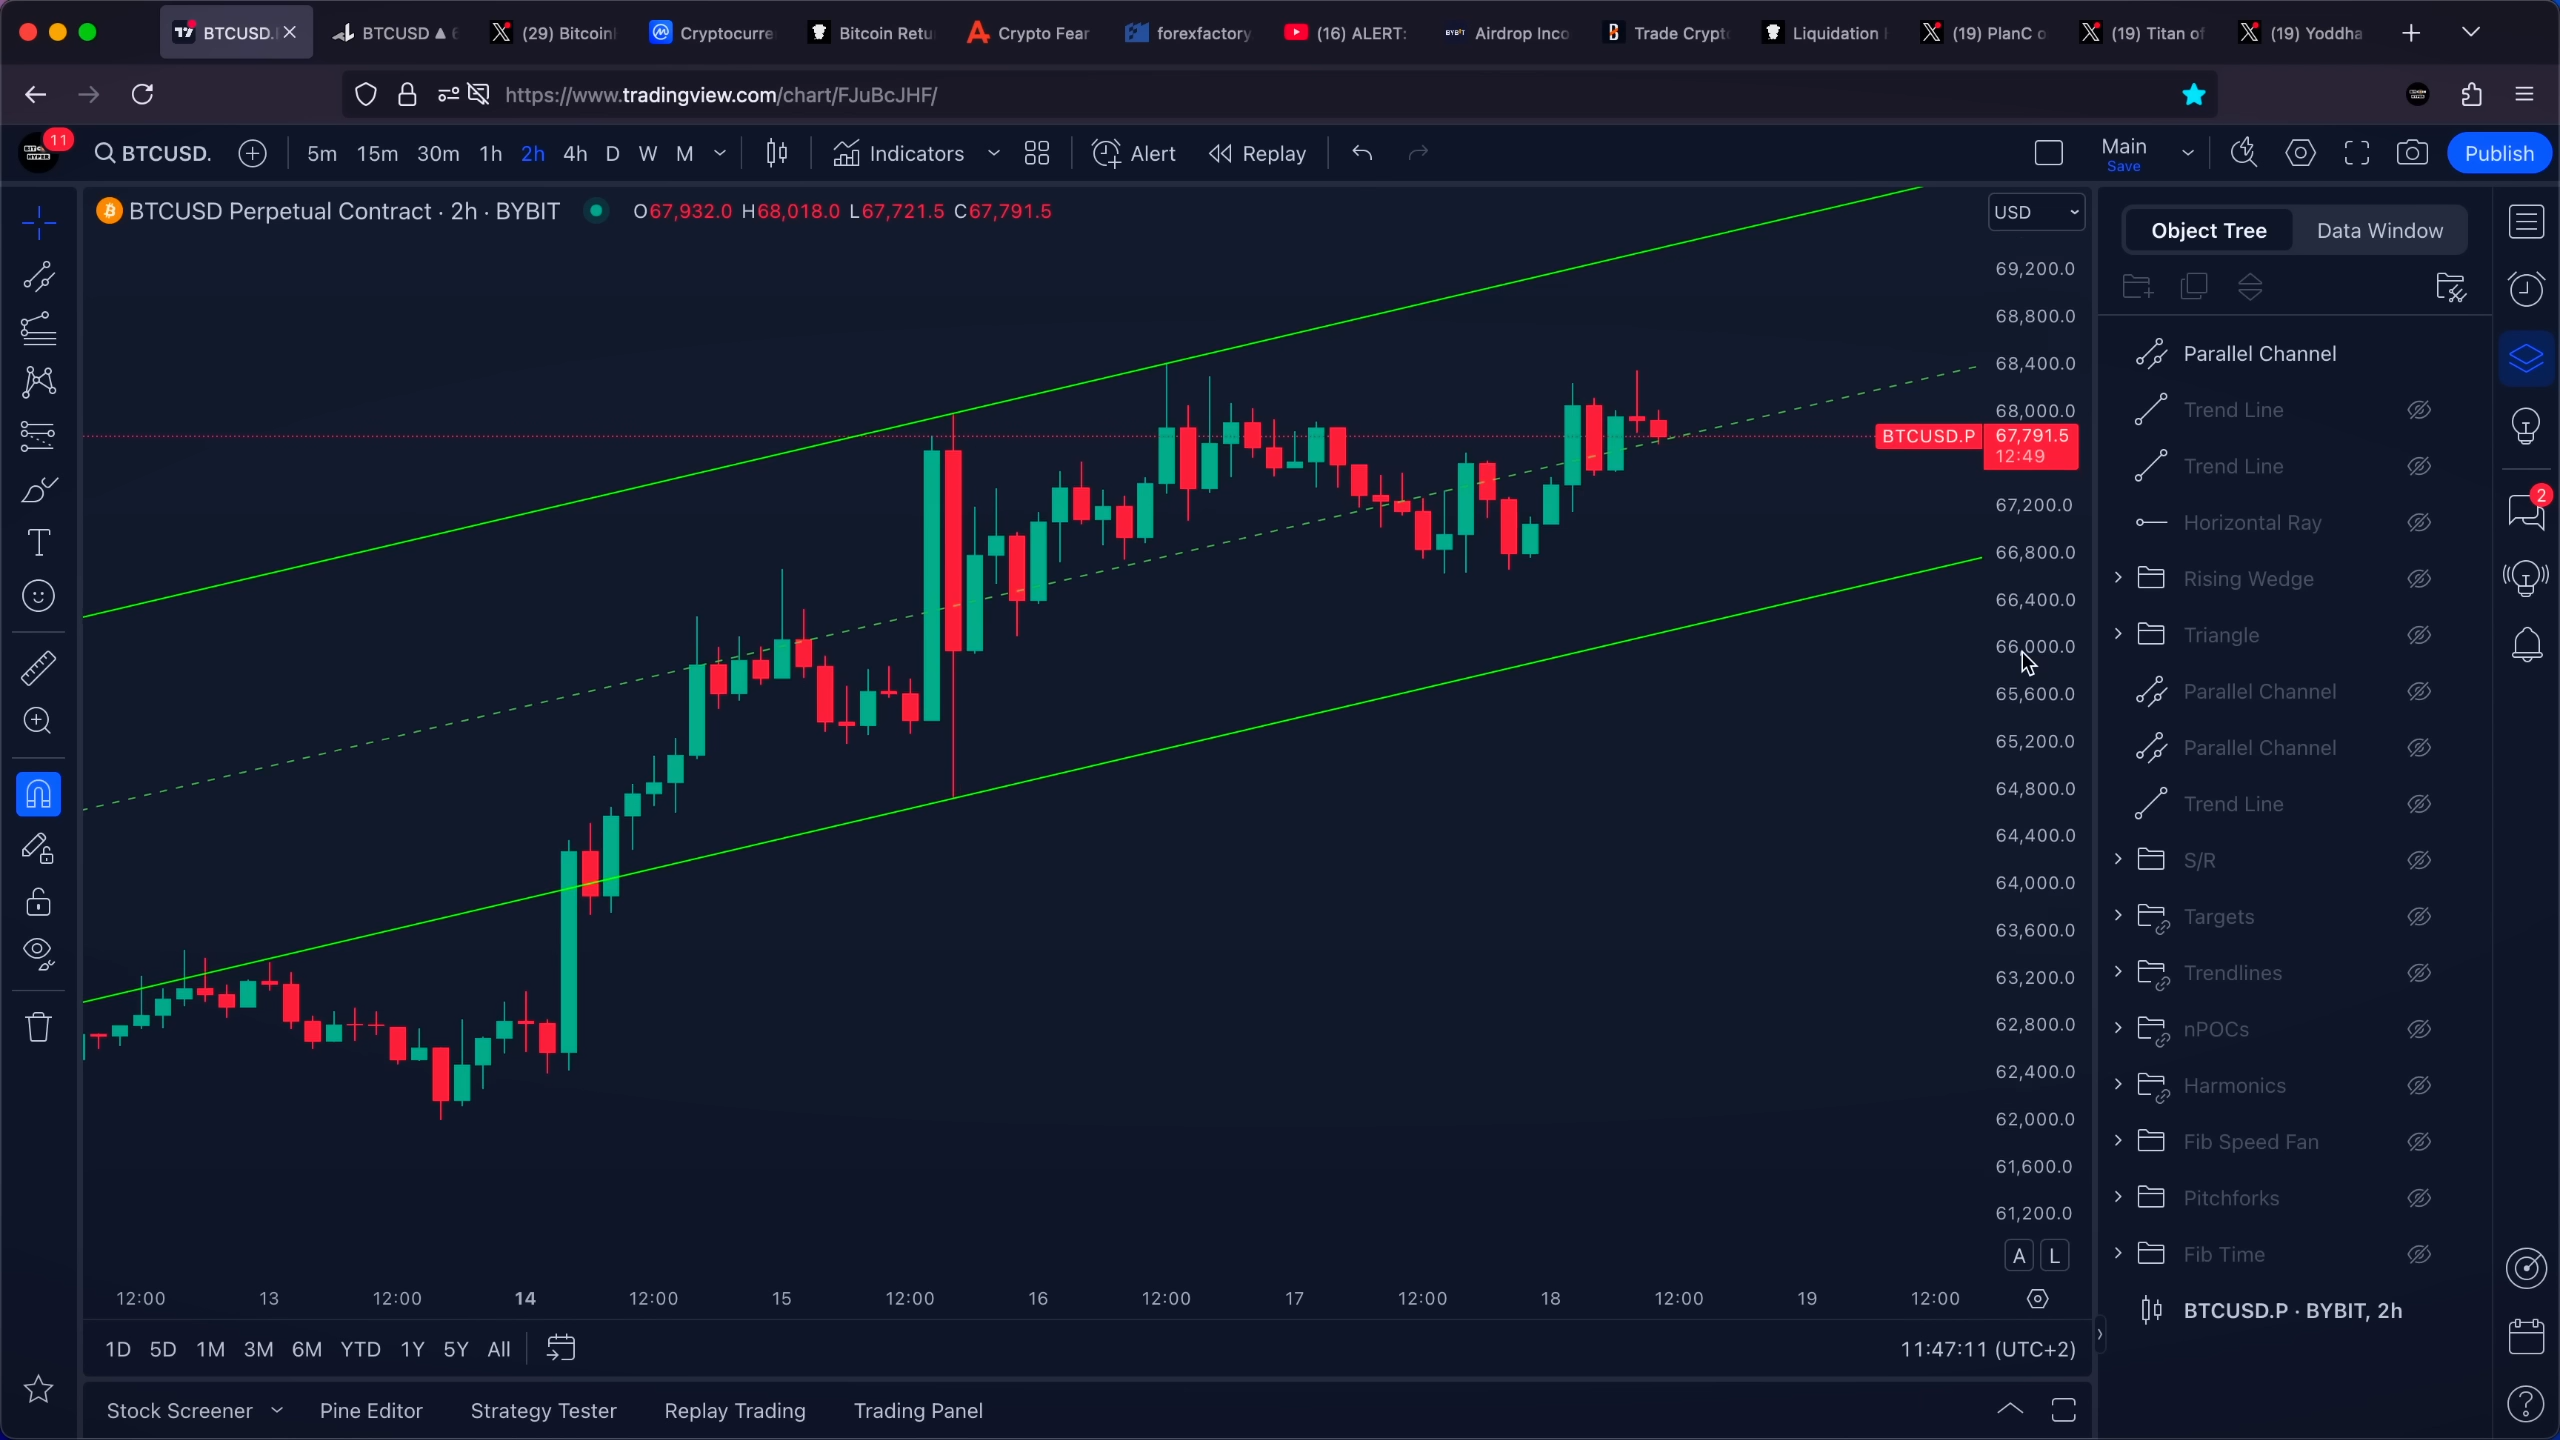 BTCUSD.
BTCUSD ▲ 6
(29) Bitcoin
Cryptocurre
Bitcoin Retu
Crypto Fear
forexfactory
(16) ALERT:
Airdrop Inco
Trade Crypt
Liquidation
(19) PlanC o
(19) Titan of
(19) Yoddha
https://www.tradingview.com/chart/FJuBcJHF/
11
BTCUSD.
5m 15m 30m 1h 2h 4h D W M
Indicators
Alert
Replay
Main
Save
Publish
BTCUSD Perpetual Contract · 2h · BYBIT
O67,932.0 H68,018.0 L67,721.5 C67,791.5
USD
69,200.0
68,800.0
68,400.0
68,000.0
BTCUSD.P
67,791.5
12:49
67,200.0
66,800.0
66,400.0
66,000.0
65,600.0
65,200.0
64,800.0
64,400.0
64,000.0
63,600.0
63,200.0
62,800.0
62,400.0
62,000.0
61,600.0
61,200.0
A L
12:00 13 12:00 14 12:00 15 12:00 16 12:00 17 12:00 18 12:00 19 12:00
1D 5D 1M 3M 6M YTD 1Y 5Y All
11:47:11 (UTC+2)
Stock Screener
Pine Editor
Strategy Tester
Replay Trading
Trading Panel
Object Tree
Data Window
Parallel Channel
Trend Line
Trend Line
Horizontal Ray
Rising Wedge
Triangle
Parallel Channel
Parallel Channel
Trend Line
S/R
Targets
Trendlines
nPOCs
Harmonics
Fib Speed Fan
Pitchforks
Fib Time
BTCUSD.P · BYBIT, 2h
2